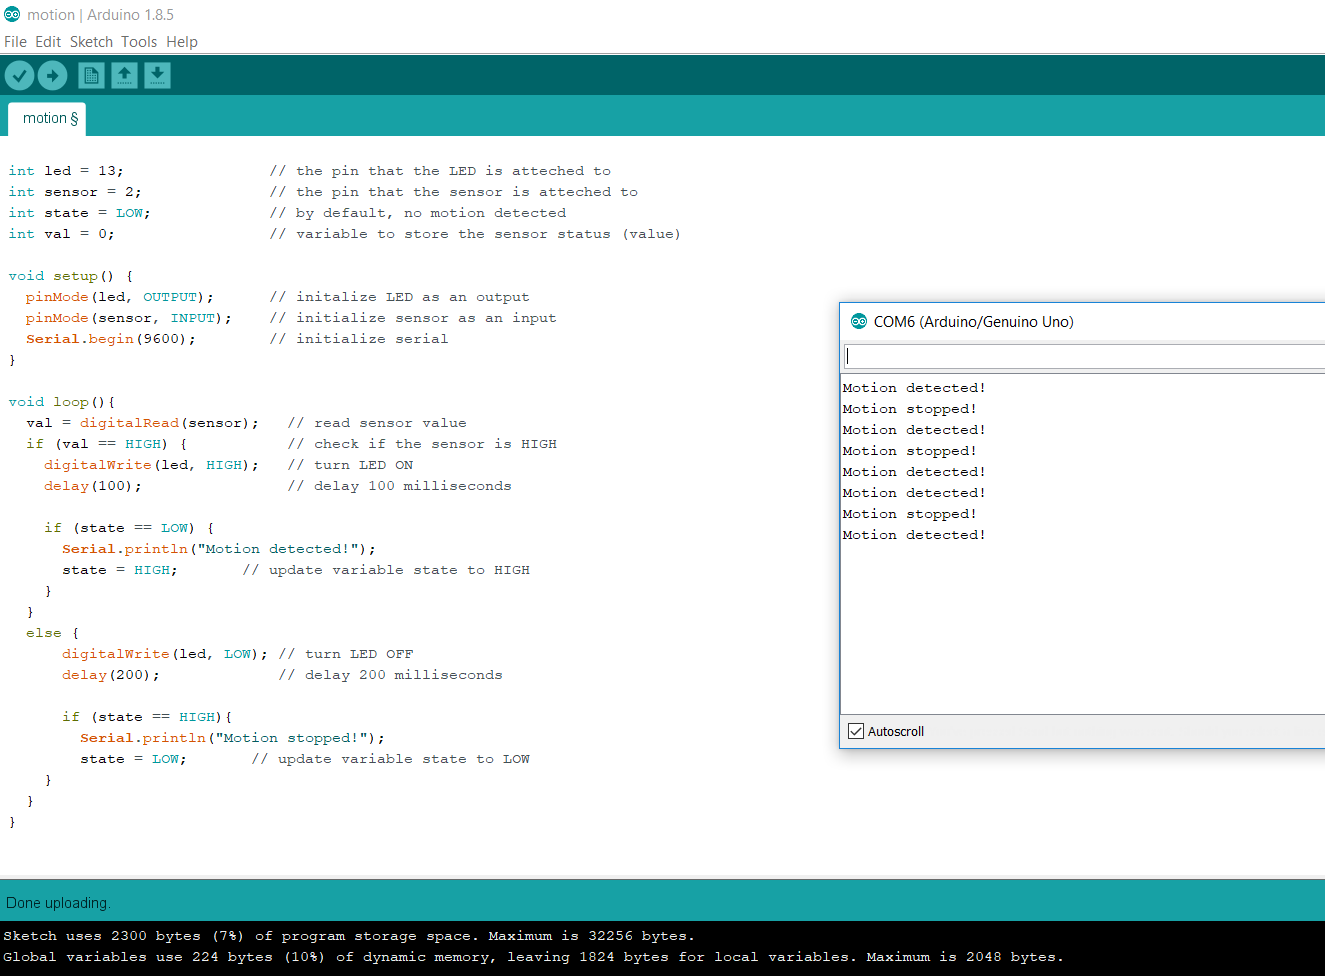 motion | Arduino 1.8.5
File Edit Sketch Tools Help
motion §
int led = 13;                // the pin that the LED is atteched to
int sensor = 2;              // the pin that the sensor is atteched to
int state = LOW;             // by default, no motion detected
int val = 0;                 // variable to store the sensor status (value)
void setup() {
  pinMode(led, OUTPUT);      // initalize LED as an output
  pinMode(sensor, INPUT);    // initialize sensor as an input
  Serial.begin(9600);        // initialize serial
}
void loop(){
  val = digitalRead(sensor);   // read sensor value
  if (val == HIGH) {           // check if the sensor is HIGH
    digitalWrite(led, HIGH);   // turn LED ON
    delay(100);                // delay 100 milliseconds
    if (state == LOW) {
      Serial.println("Motion detected!");
      state = HIGH;       // update variable state to HIGH
    }
  }
  else {
      digitalWrite(led, LOW); // turn LED OFF
      delay(200);             // delay 200 milliseconds
      if (state == HIGH){
        Serial.println("Motion stopped!");
        state = LOW;       // update variable state to LOW
    }
  }
}
COM6 (Arduino/Genuino Uno)
Motion detected!
Motion stopped!
Motion detected!
Motion stopped!
Motion detected!
Motion detected!
Motion stopped!
Motion detected!
Autoscroll
Done uploading.
Sketch uses 2300 bytes (7%) of program storage space. Maximum is 32256 bytes.
Global variables use 224 bytes (10%) of dynamic memory, leaving 1824 bytes for local variables. Maximum is 2048 bytes.